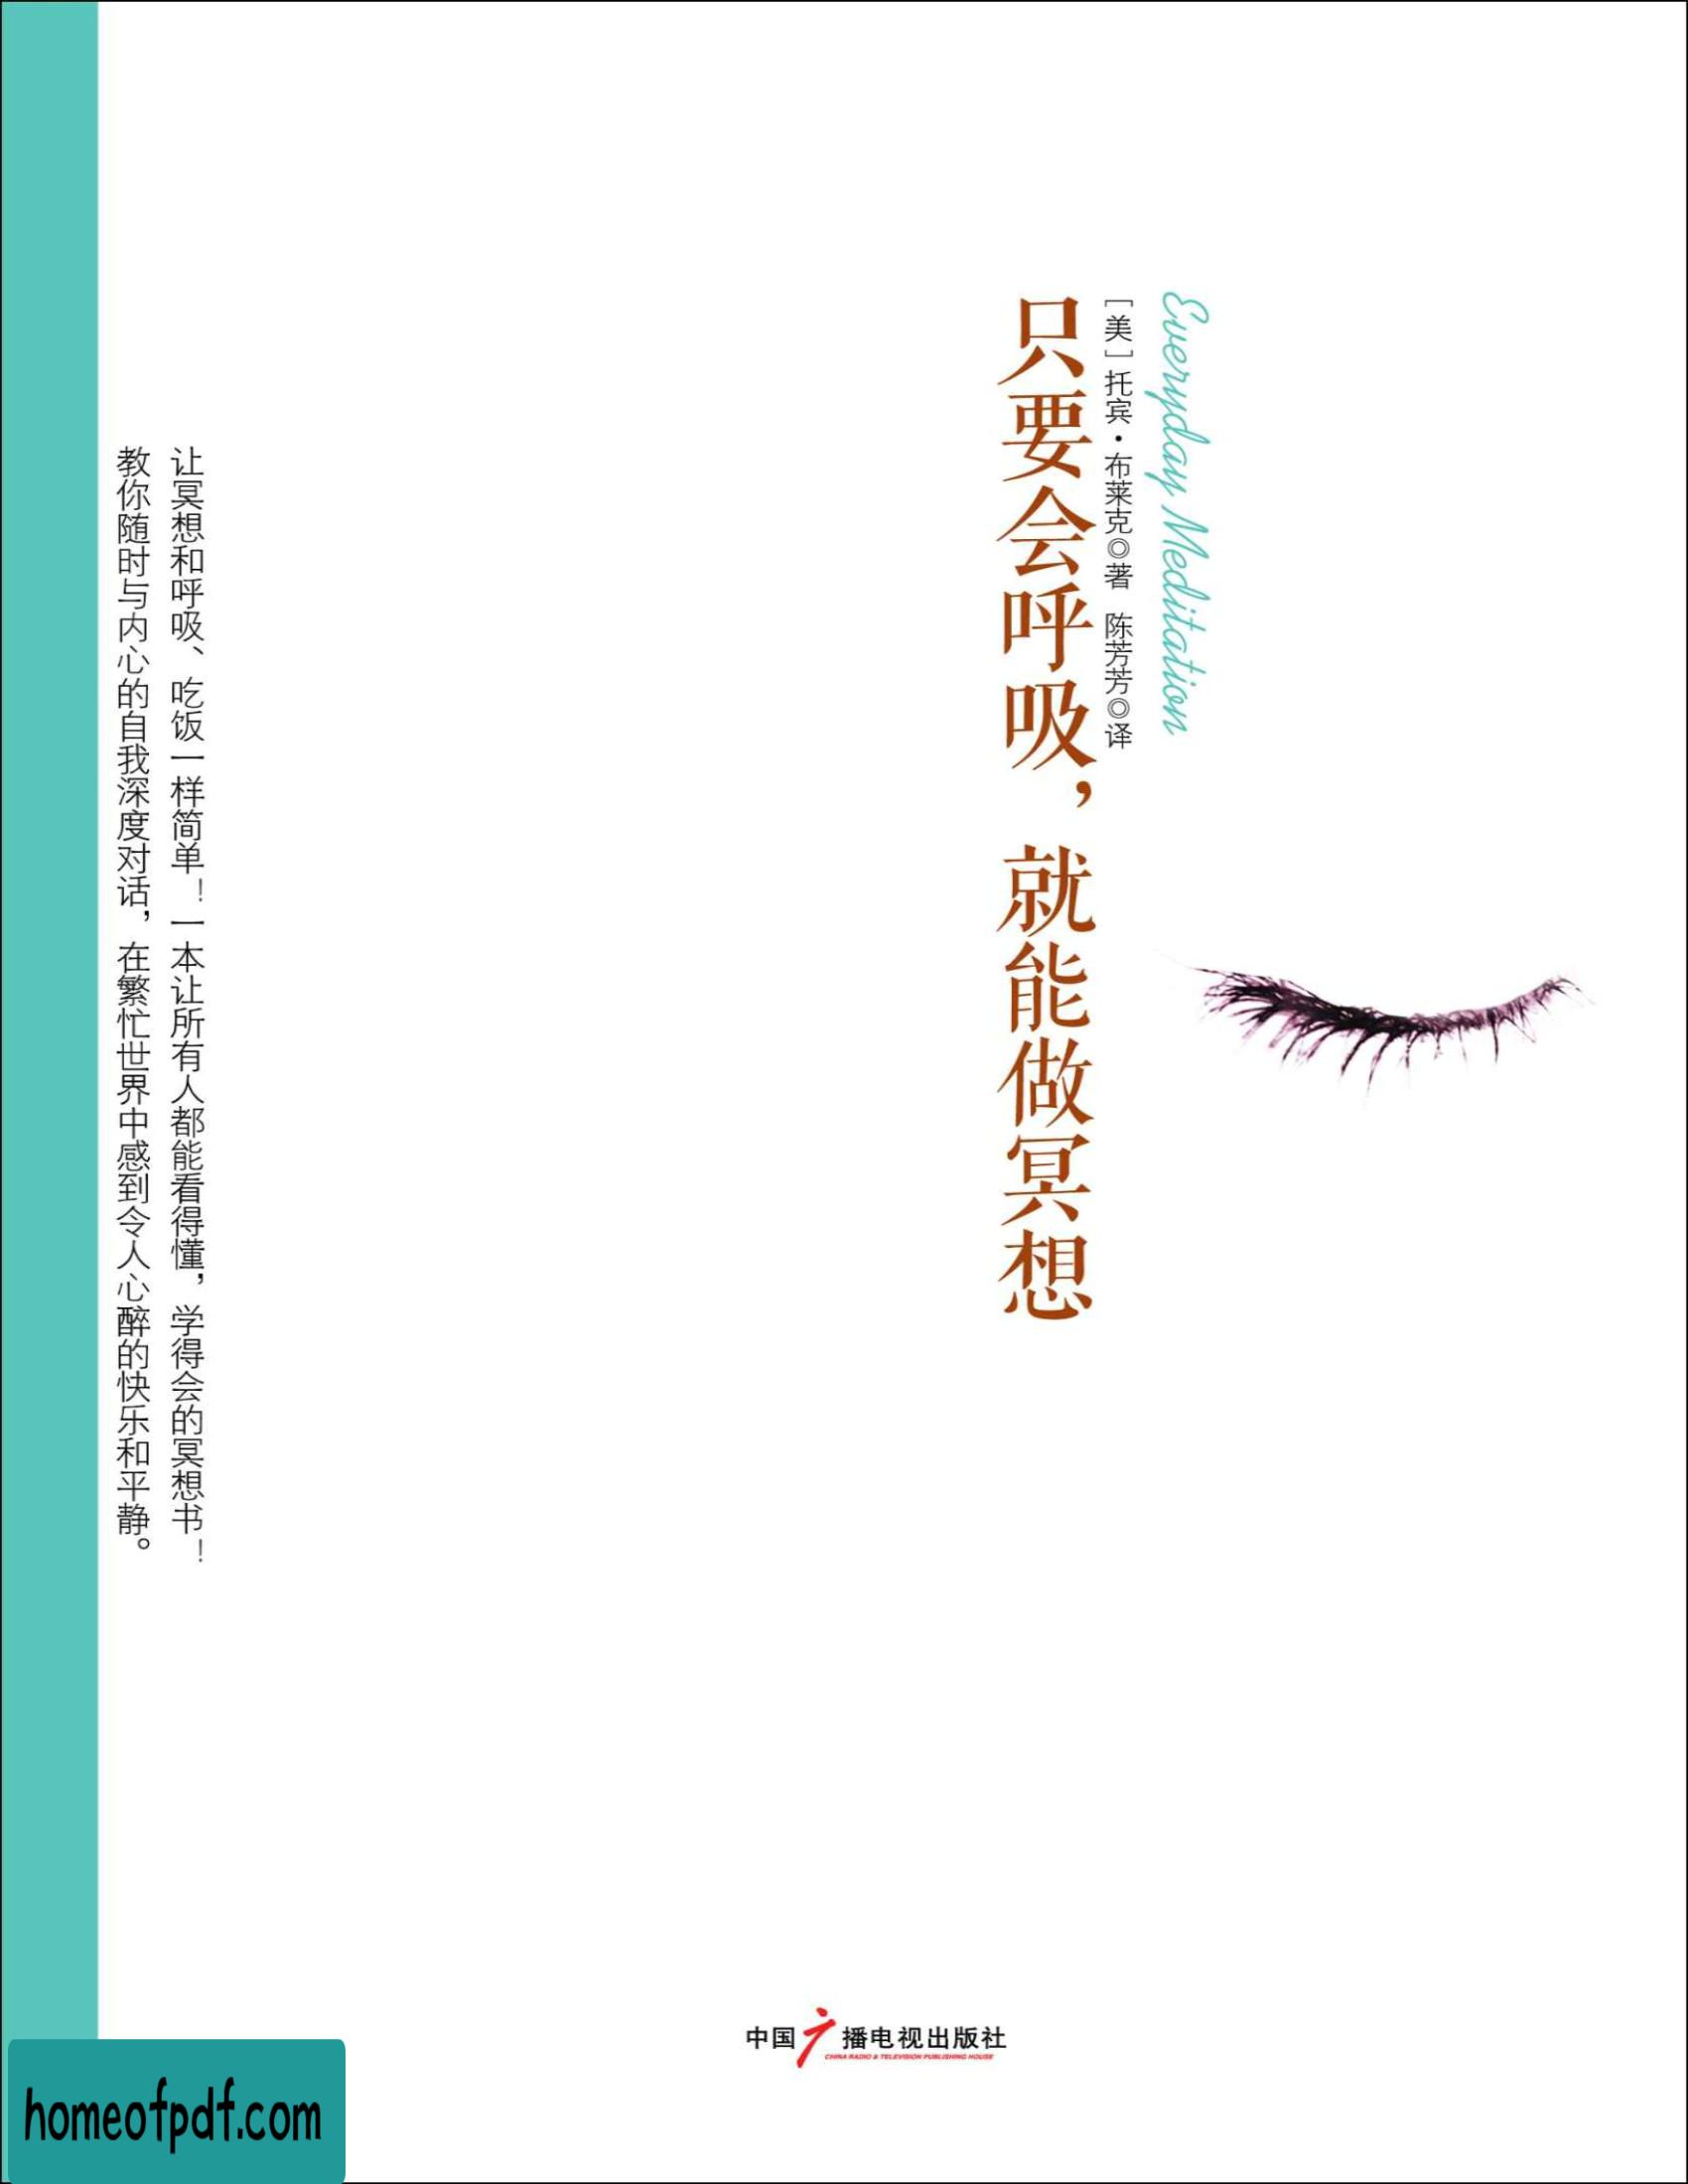 Everyday Meditation
[美]托宾·布莱克◎著 陈芳芳◎译
只要会呼吸，就能做冥想
让冥想和呼吸、吃饭一样简单！一本让所有人都能看得懂，学得会的冥想书！
教你随时与内心的自我深度对话，在繁忙世界中感到令人心醉的快乐和平静。
中国广播电视出版社
CHINA RADIO & TELEVISION PUBLISHING HOUSE
homeofpdf.com